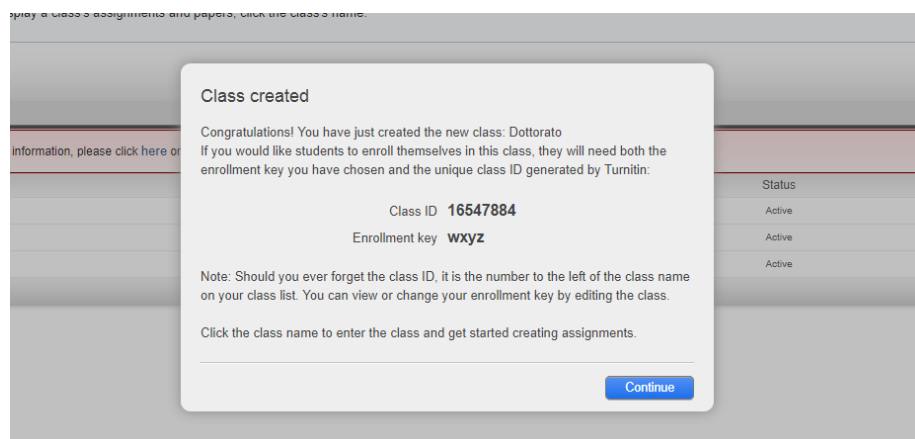 display a class's assignments and papers, click the class's name.
Class created
Congratulations! You have just created the new class: Dottorato
information, please click here or
If you would like students to enroll themselves in this class, they will need both the
enrollment key you have chosen and the unique class ID generated by Turnitin:
Status
Class ID 16547884
Active
Enrollment key wxyz
Active
Active
Note: Should you ever forget the class ID, it is the number to the left of the class name
on your class list. You can view or change your enrollment key by editing the class.
Click the class name to enter the class and get started creating assignments.
Continue